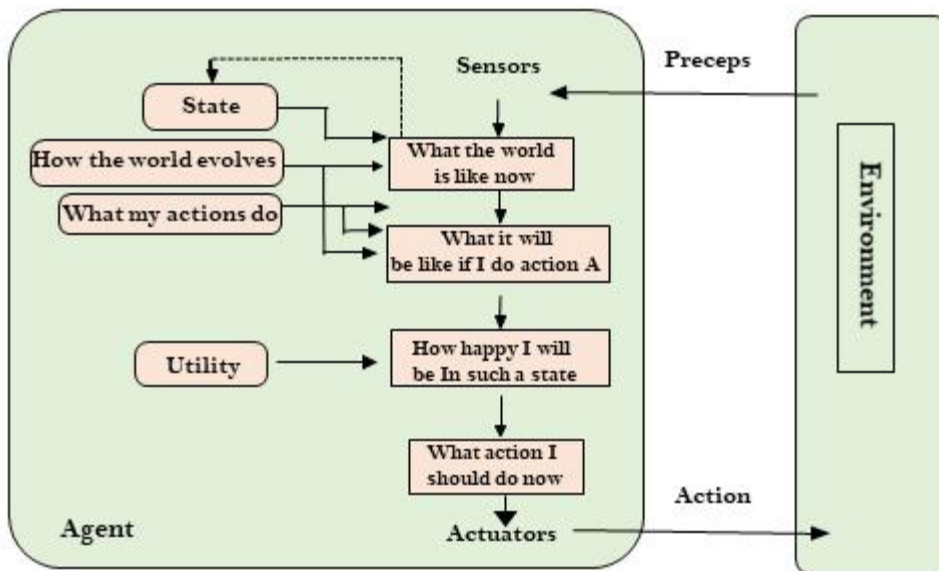 Sensors
Preceps
State
What the world
is like now
How the world evolves
What my actions do
What it will
be like if I do action A
Environment
How happy I will
be In such a state
Utility
What action I
should do now
Action
Agent
Actuators